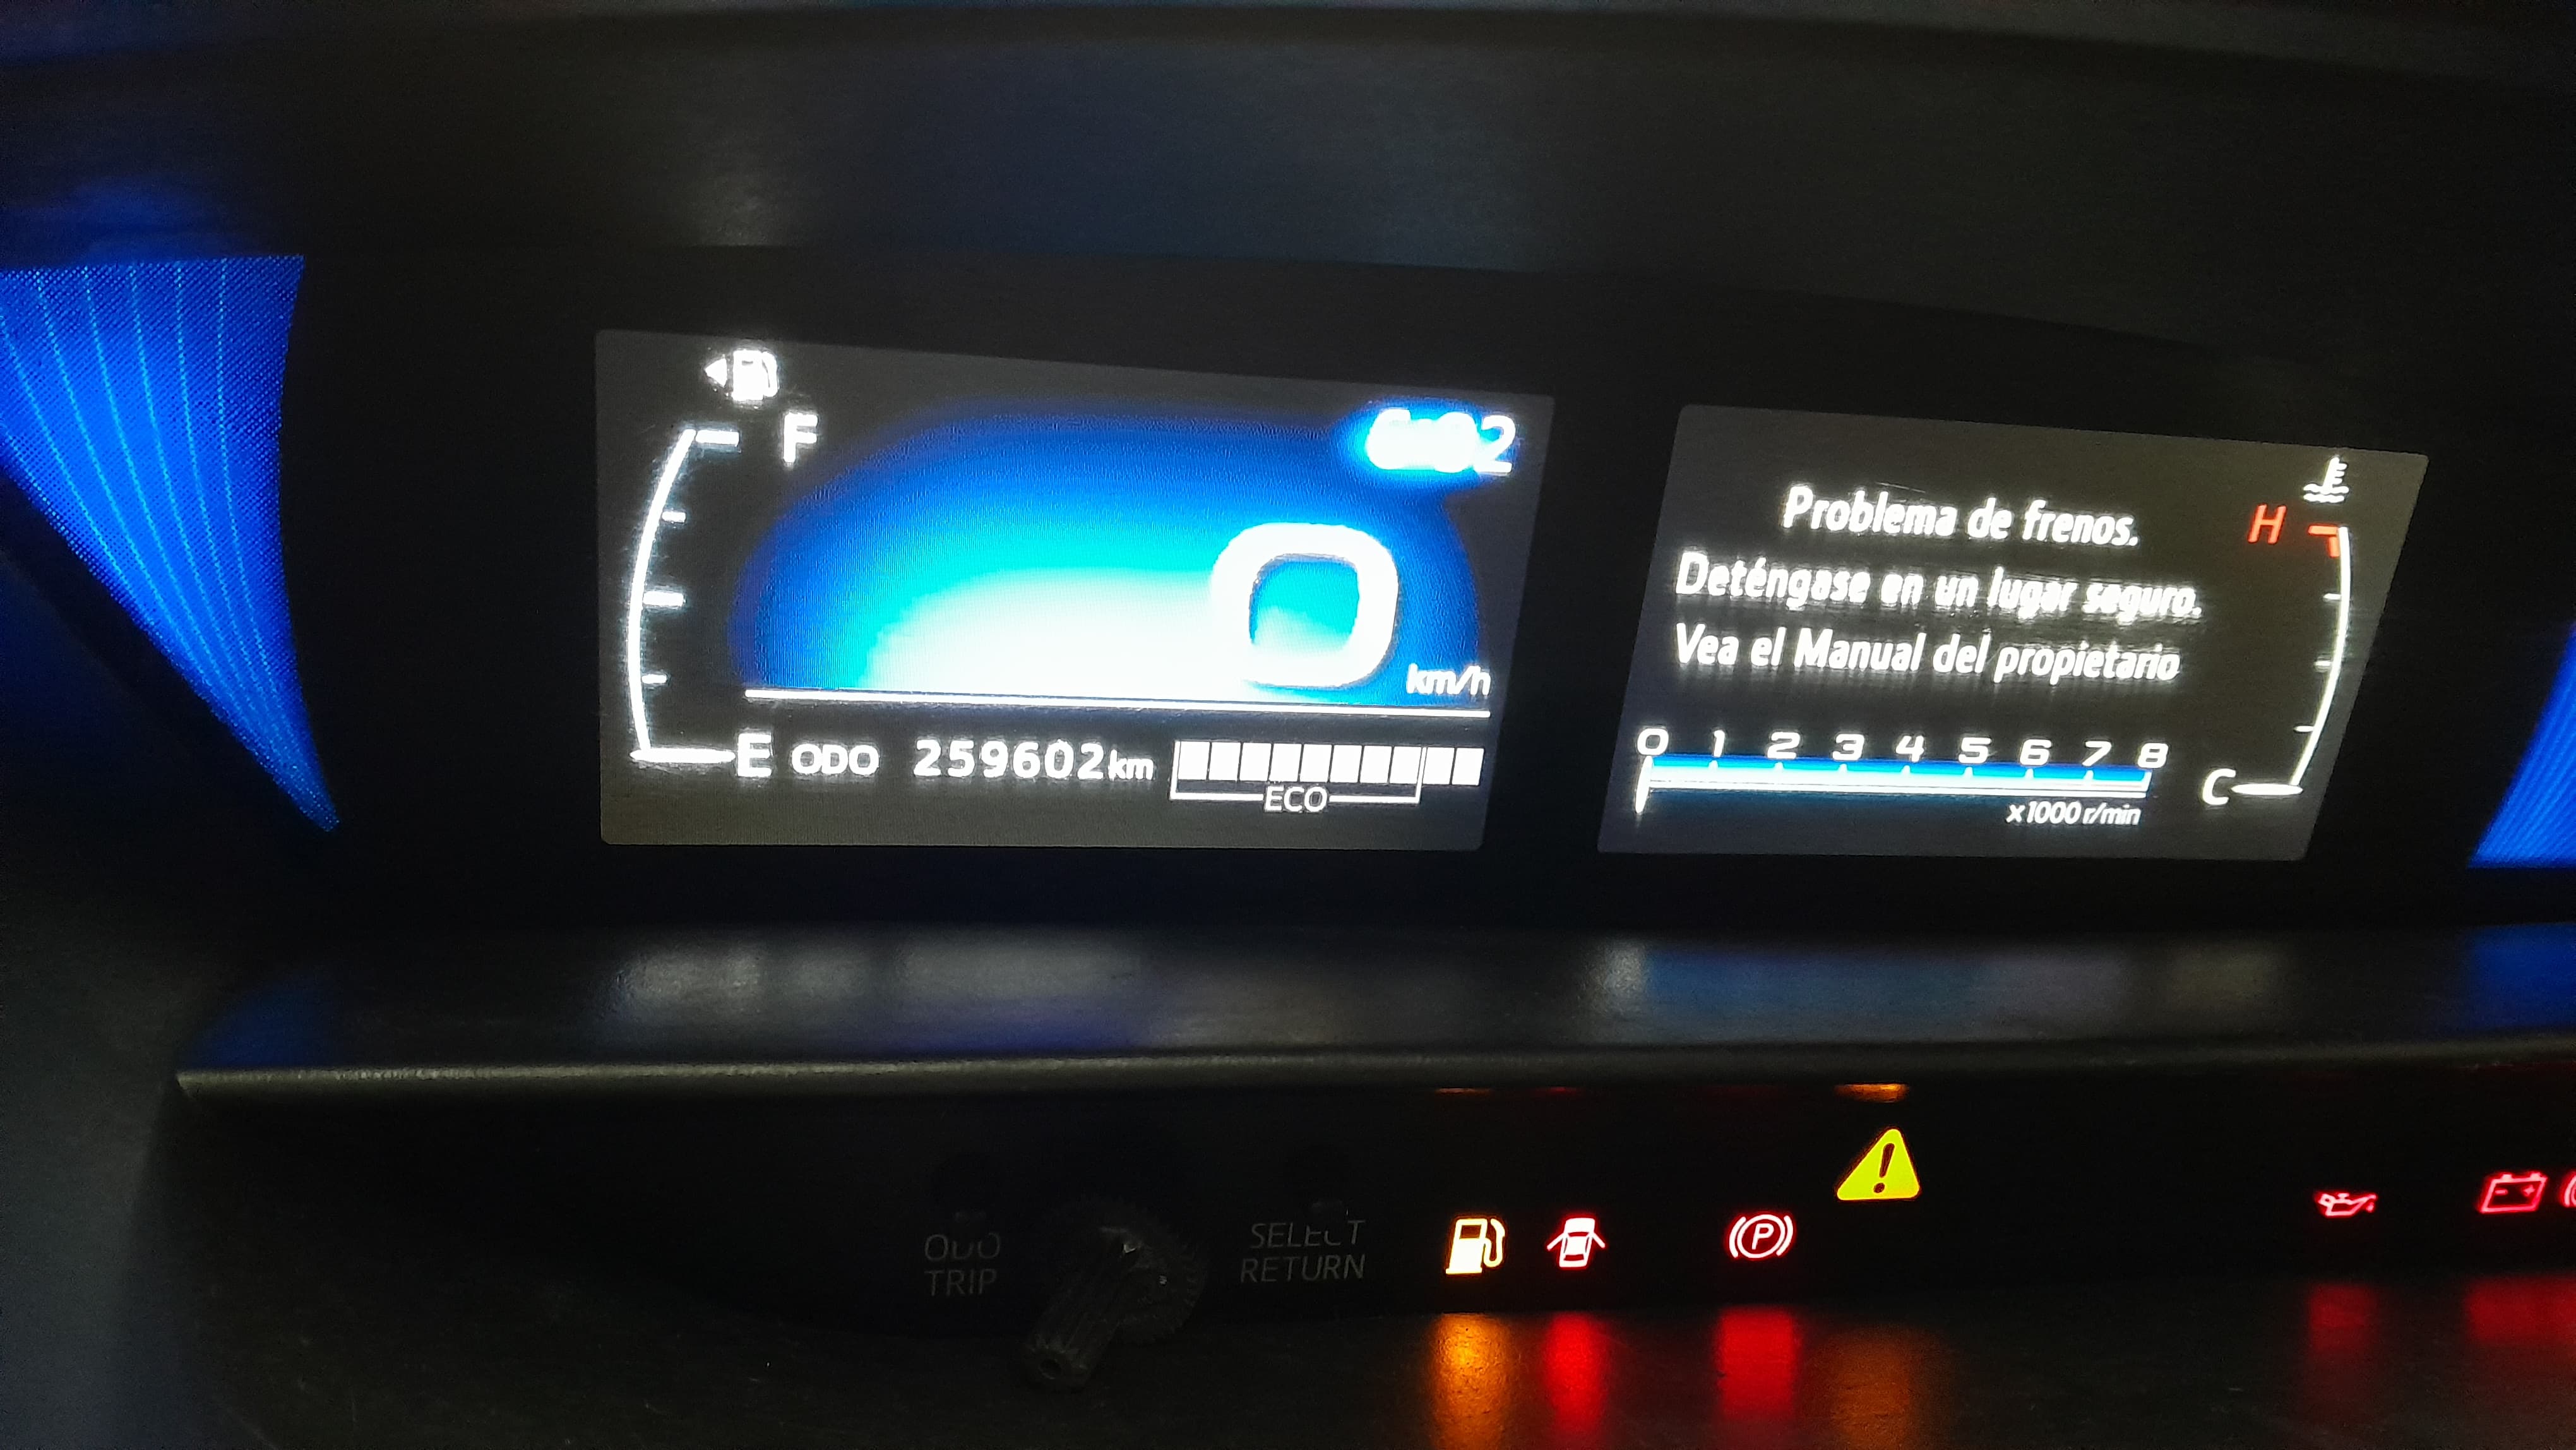 F
km/h
E ODO 259602km
ECO
Problema de frenos.
Deténgase en un lugar seguro.
Vea el Manual del propietario
H
0 1 2 3 4 5 6 7 8
x1000 r/min
C
ODO
TRIP
SELECT
RETURN
P